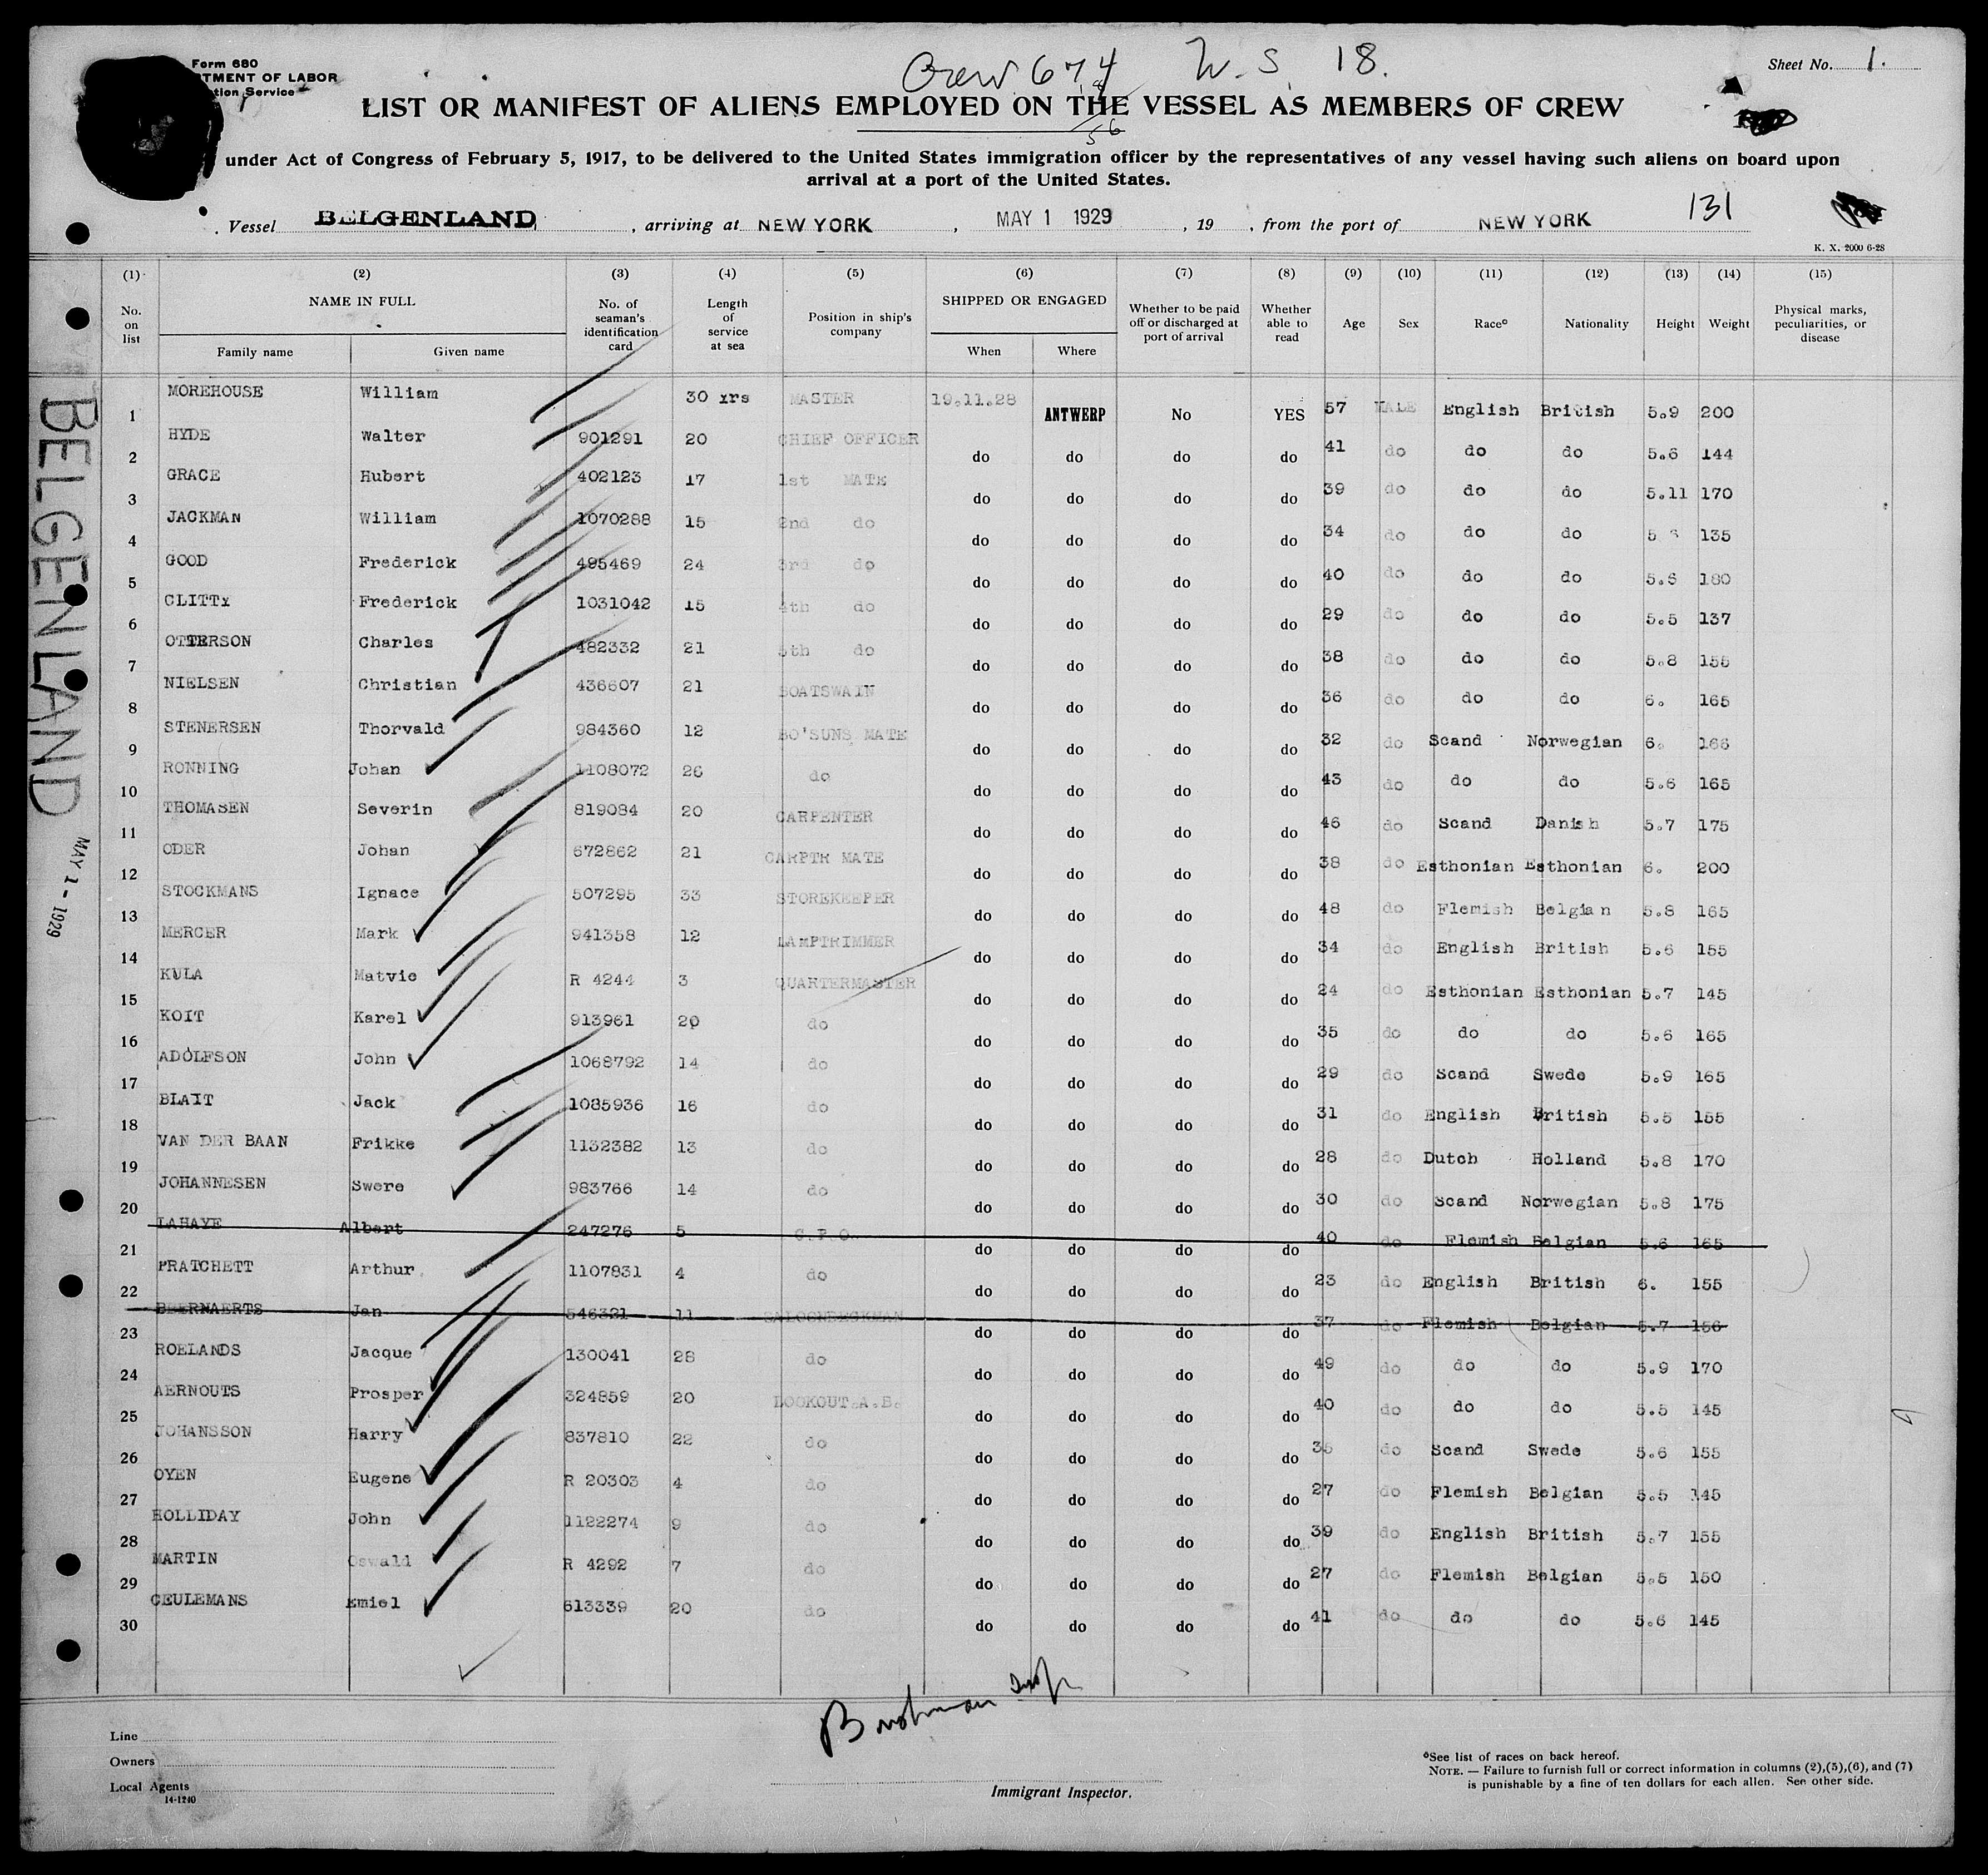 Form 680
TMENT OF LABOR
tion Service
Crew 674 W. S. 18.
Sheet No. 1.
LIST OR MANIFEST OF ALIENS EMPLOYED ON THE VESSEL AS MEMBERS OF CREW
56
under Act of Congress of February 5, 1917, to be delivered to the United States immigration officer by the representatives of any vessel having such aliens on board upon
arrival at a port of the United States.
131
Vessel BELGENLAND, arriving at NEW YORK, MAY 1 1929, 19 , from the port of NEW YORK
K. X. 2000 6-28
(1) (2) (3) (4) (5) (6) (7) (8) (9) (10) (11) (12) (13) (14) (15)
No. on list NAME IN FULL Family name Given name No. of seaman's identification card Length of service at sea Position in ship's company SHIPPED OR ENGAGED When Where Whether to be paid off or discharged at port of arrival Whether able to read Age Sex Race° Nationality Height Weight Physical marks, peculiarities, or disease
1 MOREHOUSE William 30 yrs MASTER 19.11.28 ANTWERP No YES 57 MALE English British 5.9 200
2 HYDE Walter 901291 20 CHIEF OFFICER do do do do 41 do do do 5.6 144
3 GRACE Hubert 402123 17 1st MATE do do do do 39 do do do 5.11 170
4 JACKMAN William 1070288 15 2nd do do do do do 34 do do do 5 135
5 GOOD Frederick 495469 24 3rd do do do do do 40 do do do 5.6 180
6 CLITTY Frederick 1031042 15 4th do do do do do 29 do do do 5.5 137
7 OTTERSON Charles 482332 21 5th do do do do do 38 do do do 5.8 155
8 NIELSEN Christian 436607 21 BOATSWAIN do do do do 36 do do do 6. 165
9 STENERSEN Thorvald 984360 12 BO'SUNS MATE do do do do 32 do Scand Norwegian 6. 166
10 RONNING Johan 1108072 26 do do do do do 43 do do do 5.6 165
11 THOMASEN Severin 819084 20 CARPENTER do do do do 46 do Scand Danish 5.7 175
12 ODER Johan 672862 21 CARPTR MATE do do do do 38 do Esthonian Esthonian 6. 200
13 STOCKMANS Ignace 507295 33 STOREKEEPER do do do do 48 do Flemish Belgian 5.8 165
14 MERCER Mark 941358 12 LAMPTRIMMER do do do do 34 do English British 5.6 155
15 KULA Matvie R 4244 3 QUARTERMASTER do do do do 24 do Esthonian Esthonian 5.7 145
16 KOIT Karel 913961 20 do do do do do 35 do do do 5.6 165
17 ADOLFSON John 1068792 14 do do do do do 29 do Scand Swede 5.9 165
18 BLAIT Jack 1085936 16 do do do do do 31 do English British 5.5 155
19 VAN DER BAAN Frikke 1132382 13 do do do do do 28 do Dutch Holland 5.8 170
20 JOHANNESEN Swere 983766 14 do do do do do 30 do Scand Norwegian 5.8 175
21 LAHAYE Albert 247276 5 C.P.O. do do do do 40 do Flemish Belgian 5.6 165
22 PRATCHETT Arthur 1107831 4 do do do do do 23 do English British 6. 155
23 BEERNAERTS Jan 546321 11 SALOONDECKMAN do do do do 37 do Flemish Belgian 5.7 156
24 ROELANDS Jacque 130041 28 do do do do do 49 do do do 5.9 170
25 AERNOUTS Prosper 324859 20 LOOKOUT.A.B. do do do do 40 do do do 5.5 145
26 JOHANSSON Harry 837810 22 do do do do do 35 do Scand Swede 5.6 155
27 OYEN Eugene R 20303 4 do do do do do 27 do Flemish Belgian 5.5 145
28 HOLLIDAY John 1122274 9 do do do do do 39 do English British 5.7 155
29 MARTIN Oswald R 4292 7 do do do do do 27 do Flemish Belgian 5.5 150
30 CEULEMANS Emiel 613339 20 do do do do do 41 do do do 5.6 145
BELGENLAND
MAY 1 - 1929
Line
Owners
Local Agents
14-1240
Immigrant Inspector.
°See list of races on back hereof.
NOTE. — Failure to furnish full or correct information in columns (2),(5),(6), and (7)
is punishable by a fine of ten dollars for each alien. See other side.